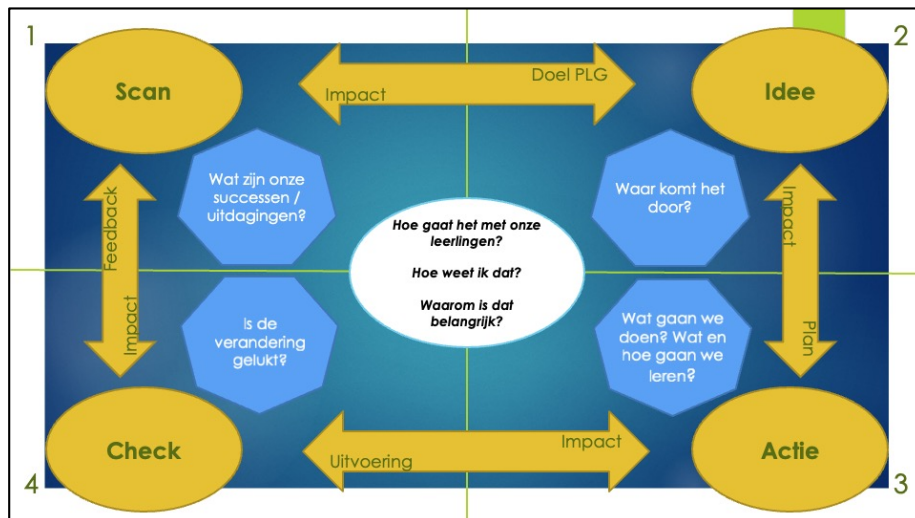 1
2
Scan
Doel PLG
Impact
Idee
Wat zijn onze
successen /
uitdagingen?
Waar komt het
door?
Feedback
Impact
Hoe gaat het met onze
leerlingen?
Hoe weet ik dat?
Waarom is dat
belangrijk?
Impact
Plan
Is de
verandering
gelukt?
Wat gaan we
doen? Wat en
hoe gaan we
leren?
Check
Impact
Uitvoering
Actie
4
3